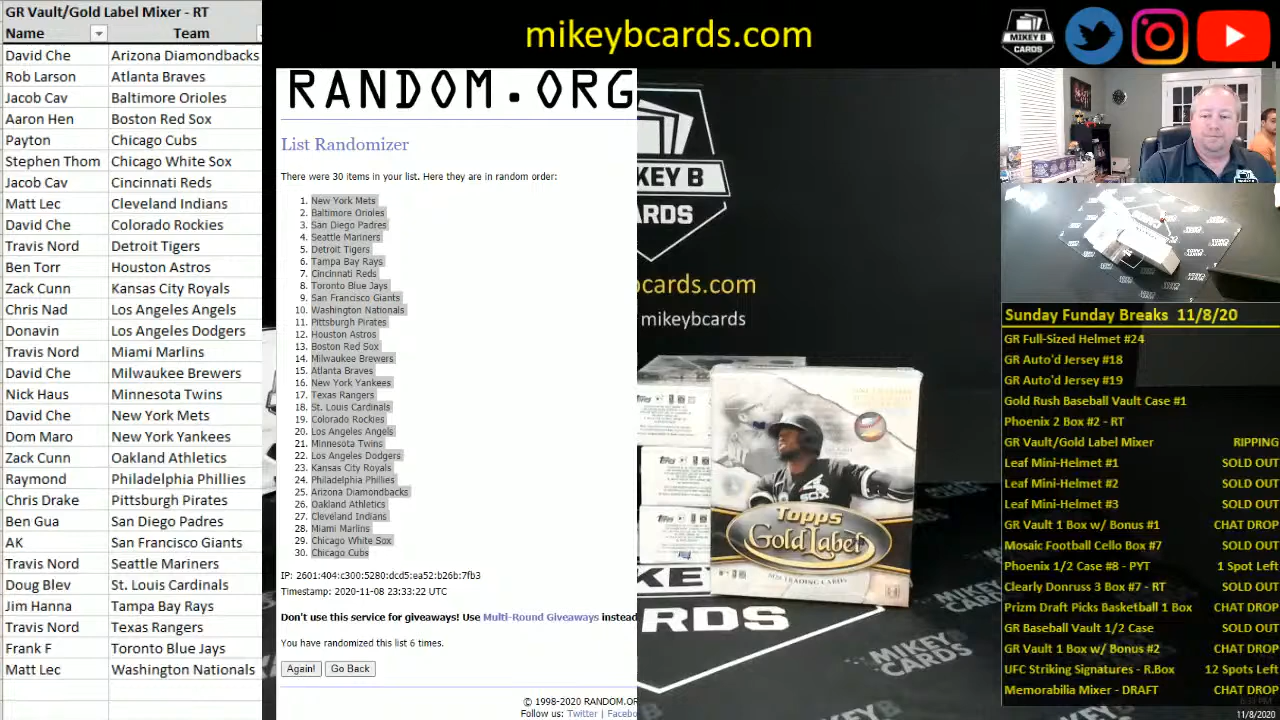 GR Vault/Gold Label Mixer - RT
Name Team
David Che Arizona Diamondbacks
Rob Larson Atlanta Braves
Jacob Cav Baltimore Orioles
Aaron Hen Boston Red Sox
Payton Chicago Cubs
Stephen Thom Chicago White Sox
Jacob Cav Cincinnati Reds
Matt Lec Cleveland Indians
David Che Colorado Rockies
Travis Nord Detroit Tigers
Ben Torr Houston Astros
Zack Cunn Kansas City Royals
Chris Nad Los Angeles Angels
Donavin Los Angeles Dodgers
Travis Nord Miami Marlins
David Che Milwaukee Brewers
Nick Haus Minnesota Twins
David Che New York Mets
New York Yankees
Zack Cunn Oakland Athletics
Raymond Philadelphia Phillies
Chris Drake Pittsburgh Pirates
Ben Gua San Diego Padres
San Francisco Giants
Travis Nord Seattle Mariners
Doug Blev St. Louis Cardinals
Jim Hanna Tampa Bay Rays
Travis Nord Texas Rangers
Frank F Toronto Blue Jays
Matt Lec Washington Nationals
mikeybcards.com
RANDOM.ORG
List Randomizer
There were 30 items in your list. Here they are in random order:
1. New York Mets
2. Baltimore Orioles
3. San Diego Padres
4. Seattle Mariners
5. Detroit Tigers
6. Tampa Bay Rays
7. Cincinnati Reds
8. Toronto Blue Jays
9. San Francisco Giants
10. Washington Nationals
11. Pittsburgh Pirates
12. Houston Astros
13. Boston Red Sox
14. Milwaukee Brewers
15. Atlanta Braves
16. New York Yankees
17. Texas Rangers
18. St. Louis Cardinals
19. Colorado Rockies
20. Los Angeles Angels
21. Minnesota Twins
22. Los Angeles Dodgers
23. Kansas City Royals
24. Philadelphia Phillies
25. Arizona Diamondbacks
26. Oakland Athletics
27. Cleveland Indians
28. Miami Marlins
29. Chicago White Sox
30. Chicago Cubs
IP: 2601:404:c300:5280:dcd5:ea52:b26b:7fb3
Timestamp: 2020-11-08 23:33:22 UTC
Don't use this service for giveaways! Use Multi-Round Giveaways instead
You have randomized this list 6 times.
Again! Go Back
© 1998-2020 RANDOM.OR
Follow us: Twitter | Facebo
KEY B
CARDS
cards.com
mikeybcards
SOX
Topps
Gold Label
2020 TRADING CARDS
KE
RDS
MIKEY B
CARDS
MIKEY B
CARDS
Sunday Funday Breaks 11/8/20
GR Full-Sized Helmet #24
GR Auto'd Jersey #18
GR Auto'd Jersey #19
Gold Rush Baseball Vault Case #1
Phoenix 2 Box #2 - RT
GR Vault/Gold Label Mixer RIPPING
Leaf Mini-Helmet #1 SOLD OUT
Leaf Mini-Helmet #2 SOLD OUT
Leaf Mini-Helmet #3 SOLD OUT
GR Vault 1 Box w/ Bonus #1 CHAT DROP
Mosaic Football Cello Box #7 SOLD OUT
Phoenix 1/2 Case #8 - PYT 1 Spot Left
Clearly Donruss 3 Box #7 - RT SOLD OUT
Prizm Draft Picks Basketball 1 Box CHAT DROP
GR Baseball Vault 1/2 Case SOLD OUT
GR Vault 1 Box w/ Bonus #2 CHAT DROP
UFC Striking Signatures - R.Box 12 Spots Left
Memorabilia Mixer - DRAFT CHAT DROP
11/8/2020